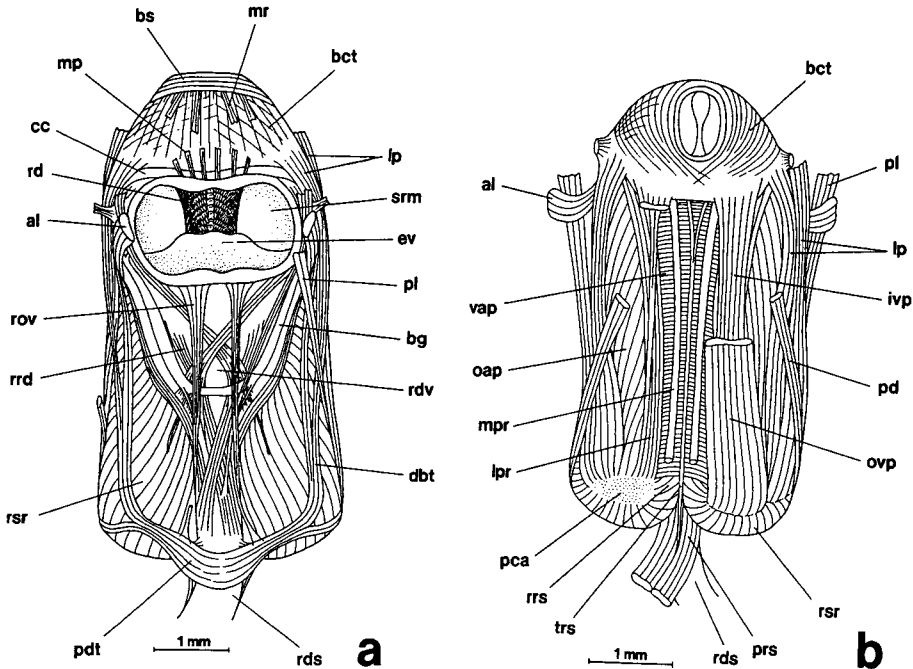 bs
mr
mp
bct
cc
lp
rd
srm
al
ev
pl
rov
bg
rrd
rdv
dbt
rsr
pdt
rds
1 mm
a
bct
pl
al
lp
vap
ivp
oap
pd
mpr
ovp
lpr
pca
rrs
trs
rsr
rds
prs
1 mm
b